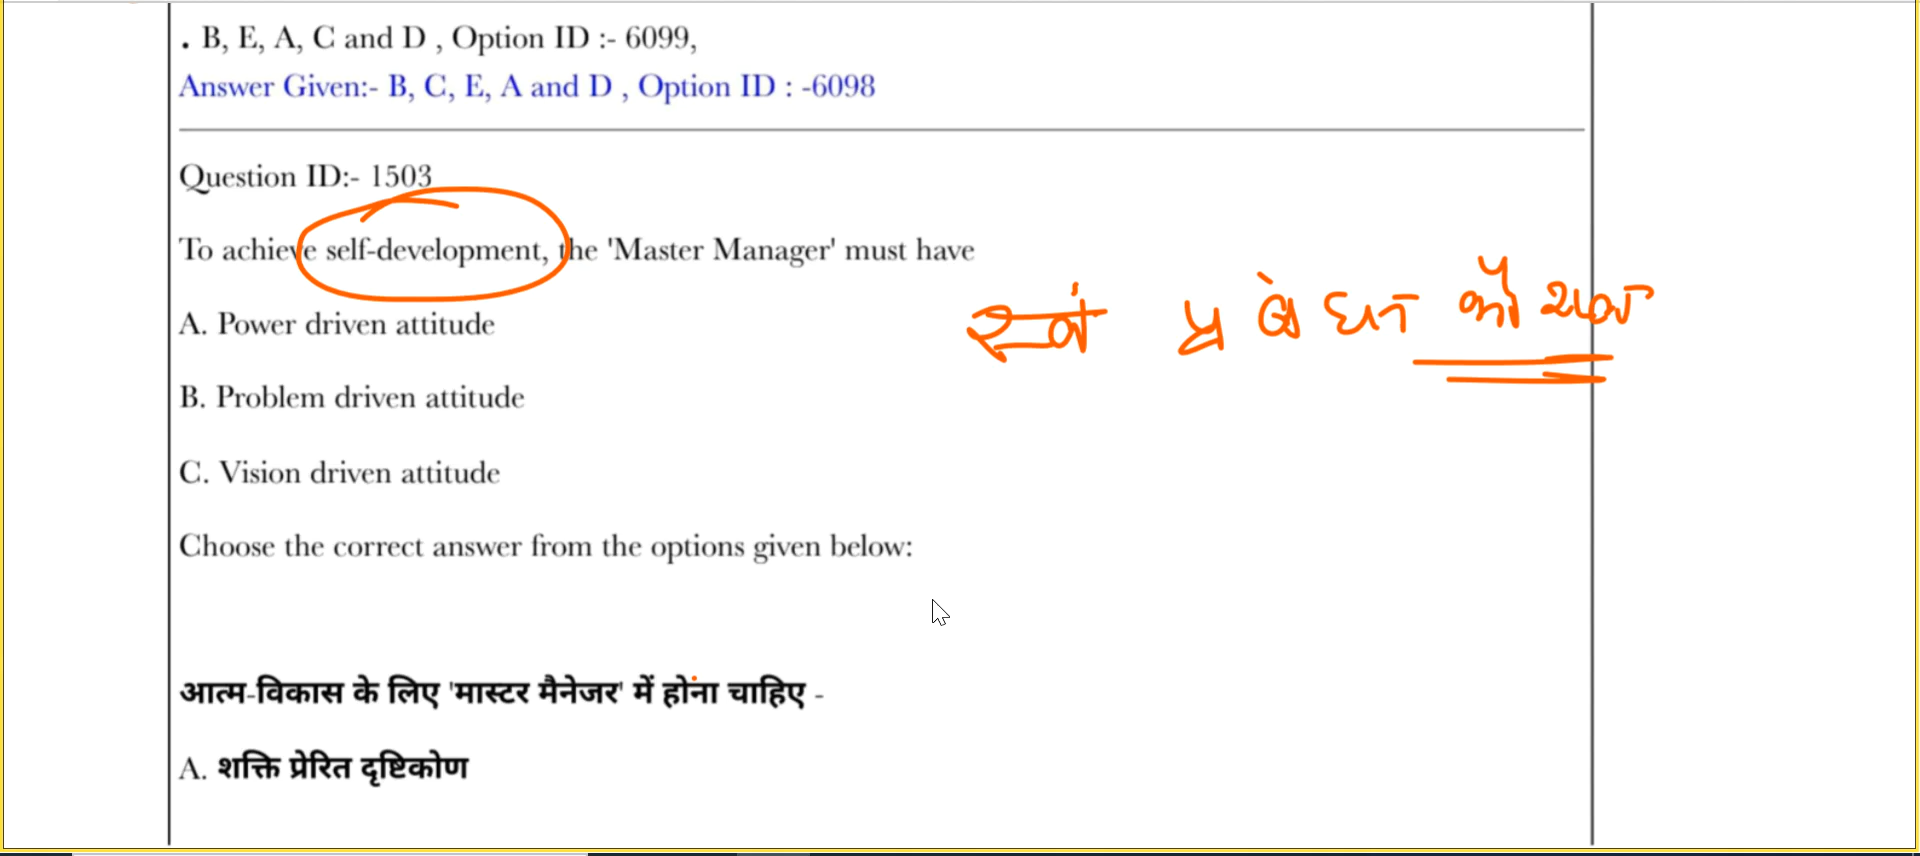 . B, E, A, C and D , Option ID :- 6099,
Answer Given:- B, C, E, A and D , Option ID : -6098
Question ID:- 1503
To achieve self-development, the 'Master Manager' must have
A. Power driven attitude
B. Problem driven attitude
C. Vision driven attitude
Choose the correct answer from the options given below:
आत्म-विकास के लिए 'मास्टर मैनेजर' में होना चाहिए -
A. शक्ति प्रेरित दृष्टिकोण